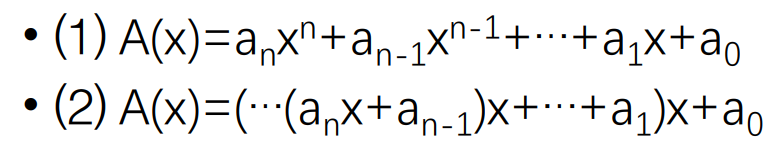 • (1) A(x)=aₙxⁿ+aₙ₋₁xⁿ⁻¹+⋯+a₁x+a₀
• (2) A(x)=(⋯(aₙx+aₙ₋₁)x+⋯+a₁)x+a₀